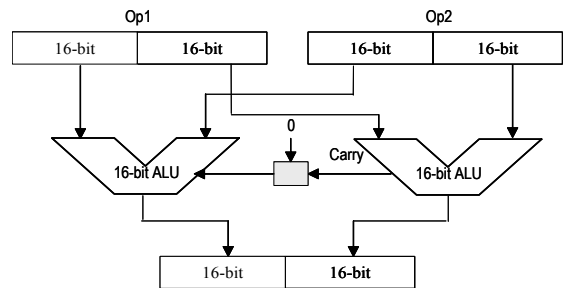 Op1 Op2
16-bit 16-bit 16-bit 16-bit
0
Carry
16-bit ALU 16-bit ALU
16-bit 16-bit